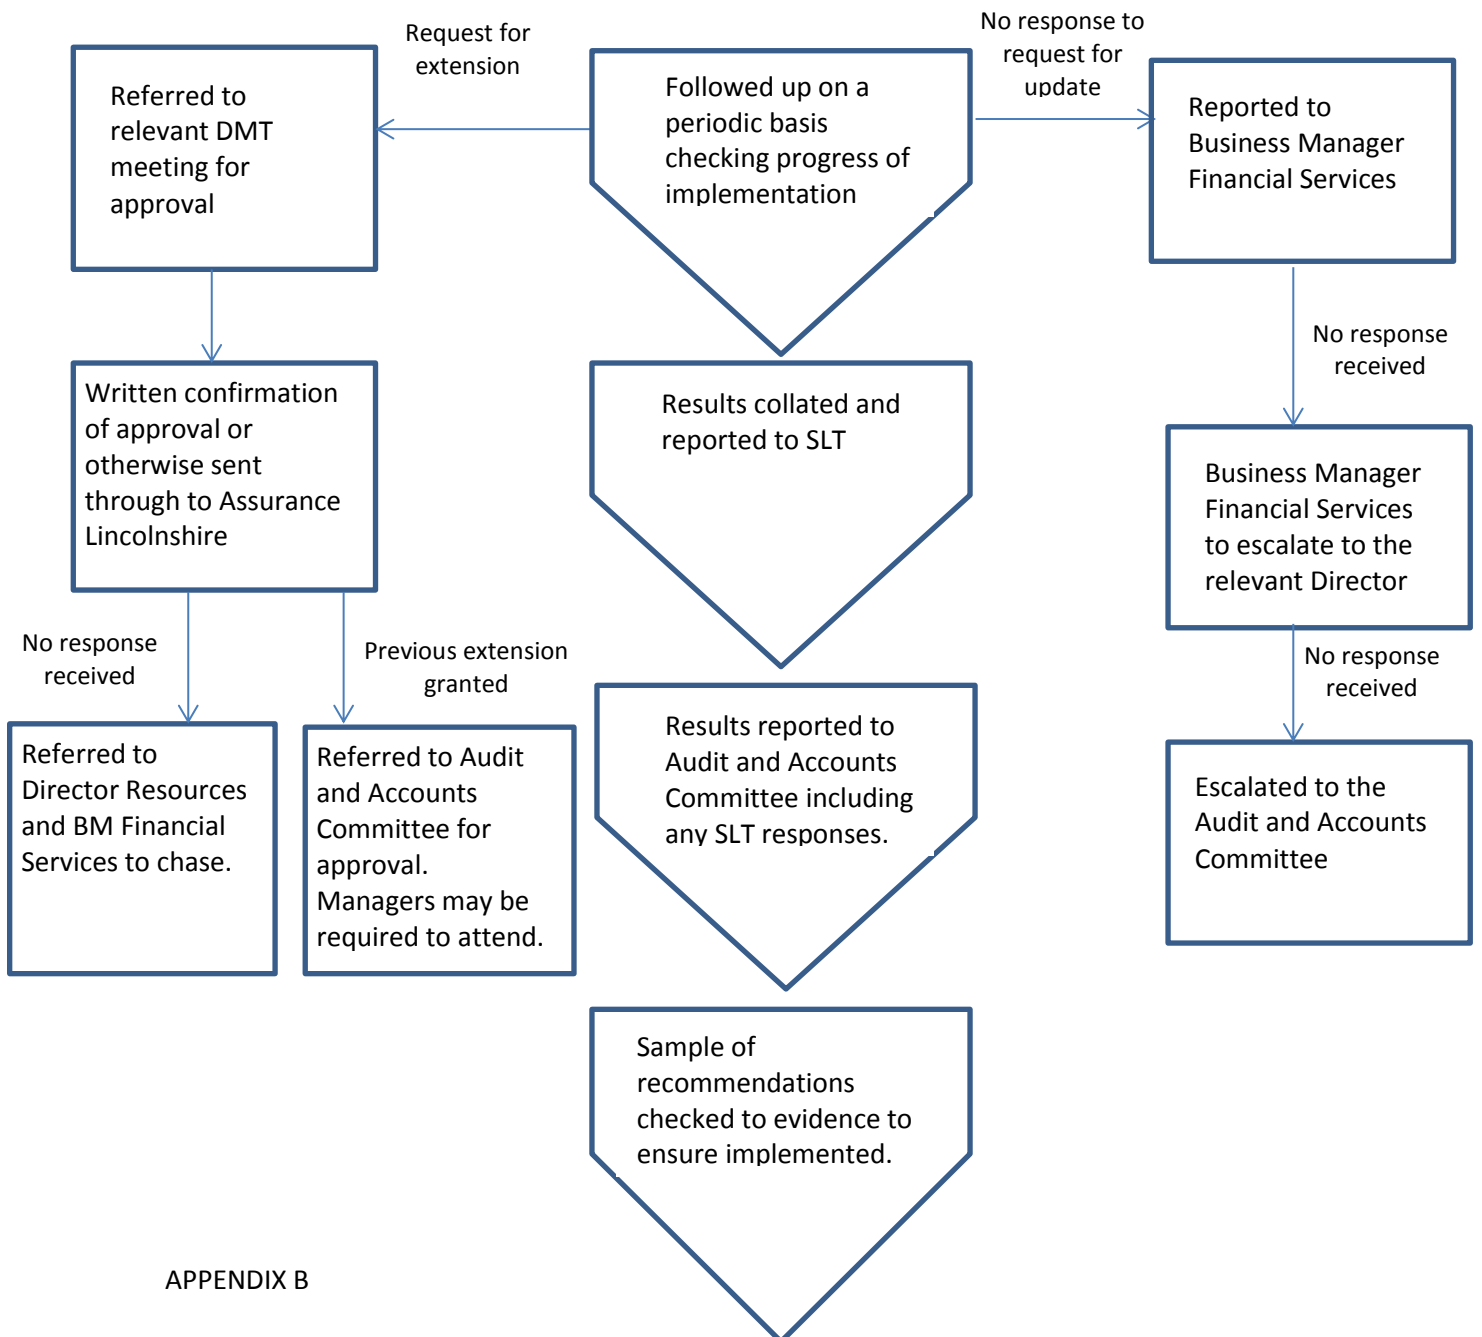 Request for
extension
No response to
request for
update
Referred to
relevant DMT
meeting for
approval
Followed up on a
periodic basis
checking progress of
implementation
Reported to
Business Manager
Financial Services
No response
received
Written confirmation
of approval or
otherwise sent
through to Assurance
Lincolnshire
Results collated and
reported to SLT
Business Manager
Financial Services
to escalate to the
relevant Director
No response
received
Previous extension
granted
No response
received
Referred to
Director Resources
and BM Financial
Services to chase.
Referred to Audit
and Accounts
Committee for
approval.
Managers may be
required to attend.
Results reported to
Audit and Accounts
Committee including
any SLT responses.
Escalated to the
Audit and Accounts
Committee
Sample of
recommendations
checked to evidence to
ensure implemented.
APPENDIX B